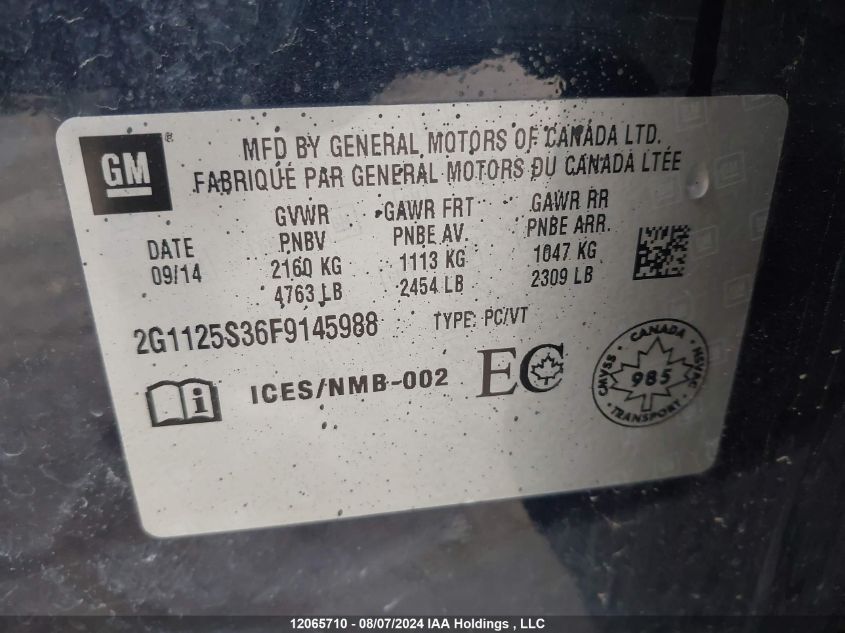 GM ®
MFD BY GENERAL MOTORS OF CANADA LTD.
FABRIQUÉ PAR GENERAL MOTORS DU CANADA LTÉE
DATE
09/14
GVWR
PNBV
2160 KG
4763 LB
GAWR FRT
PNBE AV.
1113 KG
2454 LB
GAWR RR
PNBE ARR.
1047 KG
2309 LB
2G1125S36F9145988 TYPE: PC/VT
i ICES/NMB-002 EC
CANADA
CMVSS 985 NSVAC
TRANSPORT
12065710 - 08/07/2024 IAA Holdings , LLC